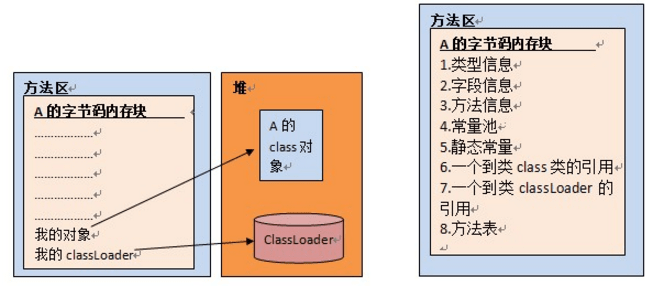 方法区
A 的字节码内存块
................
................
................
................
................
我的对象
我的 classLoader
堆
A 的
class 对
象
ClassLoader
方法区
A 的字节码内存块
1.类型信息
2.字段信息
3.方法信息
4.常量池
5.静态常量
6.一个到类 class 类的引用
7.一个到类 classLoader 的
引用
8.方法表